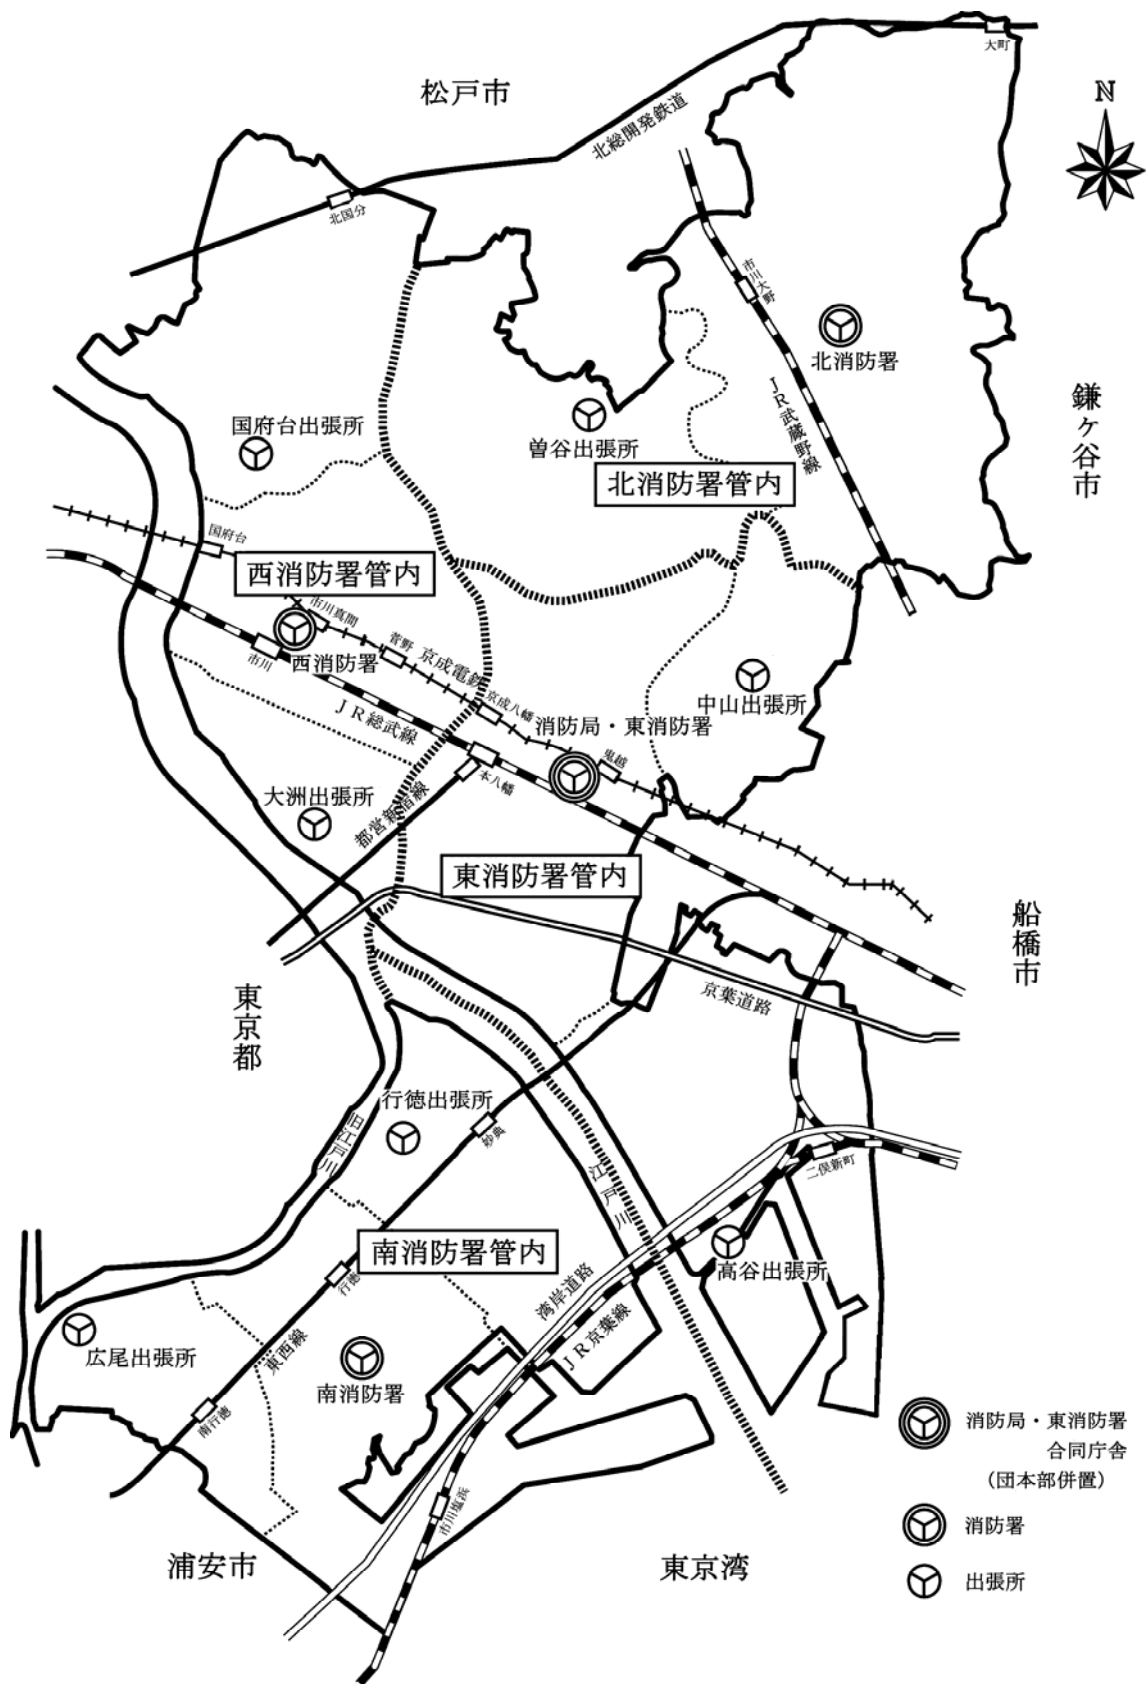 大町
松戸市
N
北総開発鉄道
北国分
市川大野
北消防署
JR武蔵野線
鎌ヶ谷市
国府台出張所
曽谷出張所
北消防署管内
国府台
西消防署管内
市川真間
菅野
京成電鉄
市川
西消防署
京成八幡
中山出張所
JR総武線
消防局・東消防署
鬼越
本八幡
大洲出張所
都営新宿線
東消防署管内
船橋市
京葉道路
東京都
行徳出張所
妙典
旧江戸川
江戸川
二俣新町
南消防署管内
高谷出張所
行徳
湾岸道路
JR京葉線
広尾出張所
東西線
南消防署
南行徳
消防局・東消防署
合同庁舎
(団本部併置)
市川塩浜
消防署
浦安市
東京湾
出張所